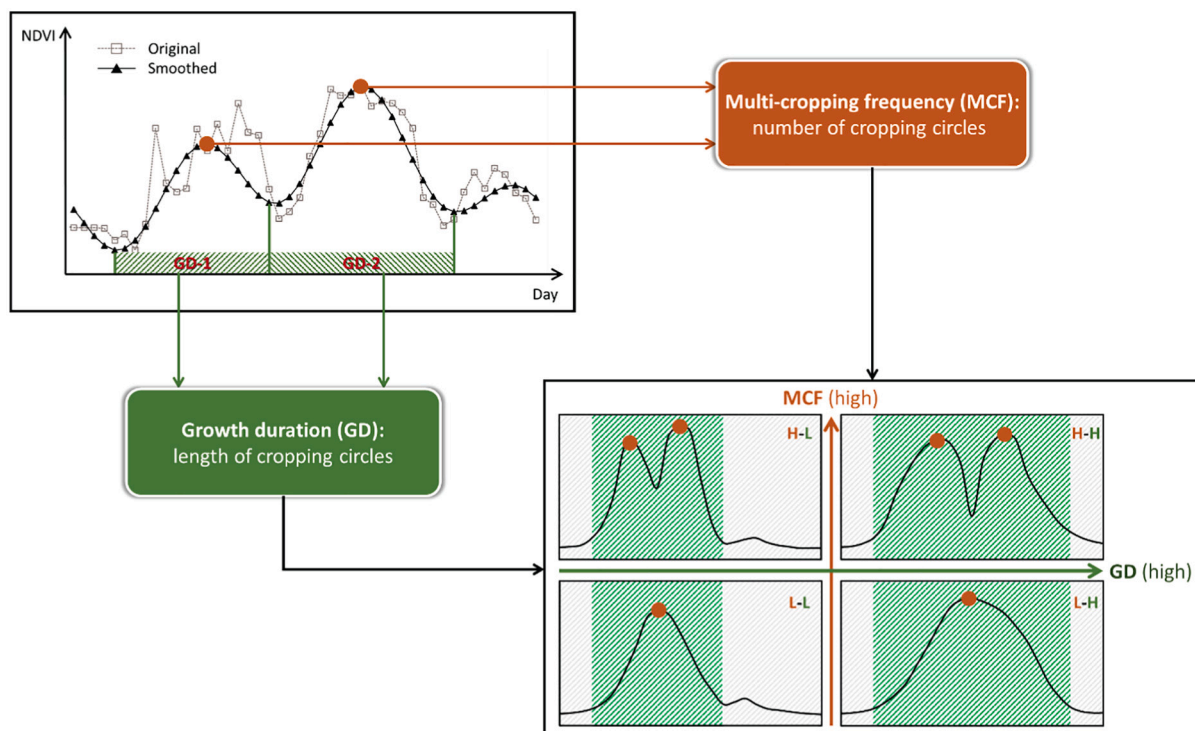 NDVI
Original
Smoothed
GD-1
GD-2
Day
Multi-cropping frequency (MCF):
number of cropping circles
Growth duration (GD):
length of cropping circles
MCF (high)
H-L
H-H
GD (high)
L-L
L-H